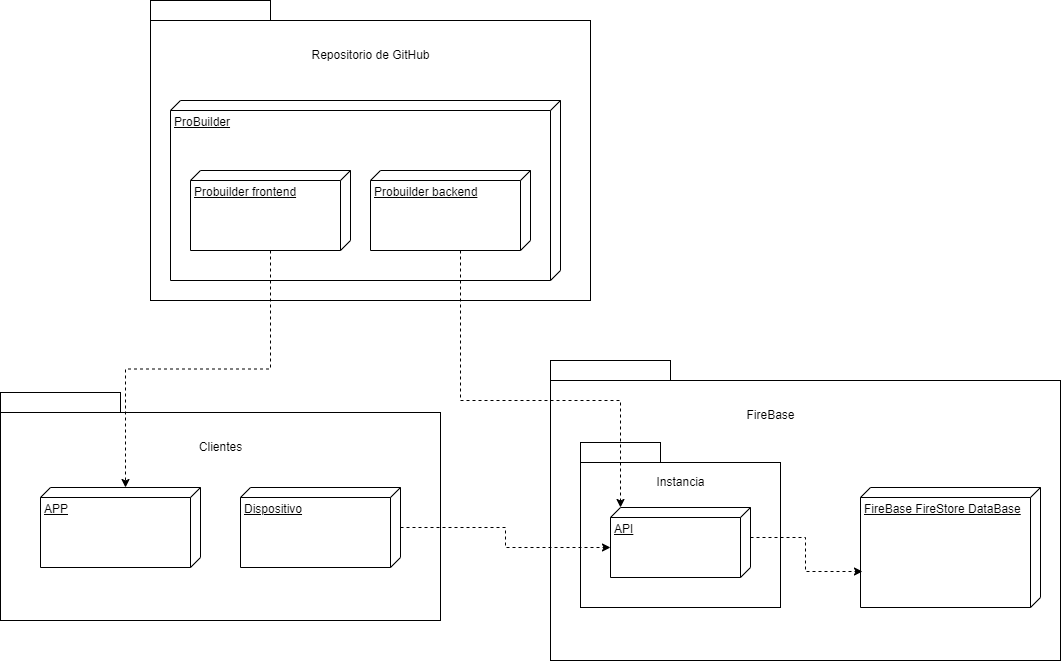 Repositorio de GitHub
ProBuilder
Probuilder frontend
Probuilder backend
Clientes
APP
Dispositivo
FireBase
Instancia
API
FireBase FireStore DataBase